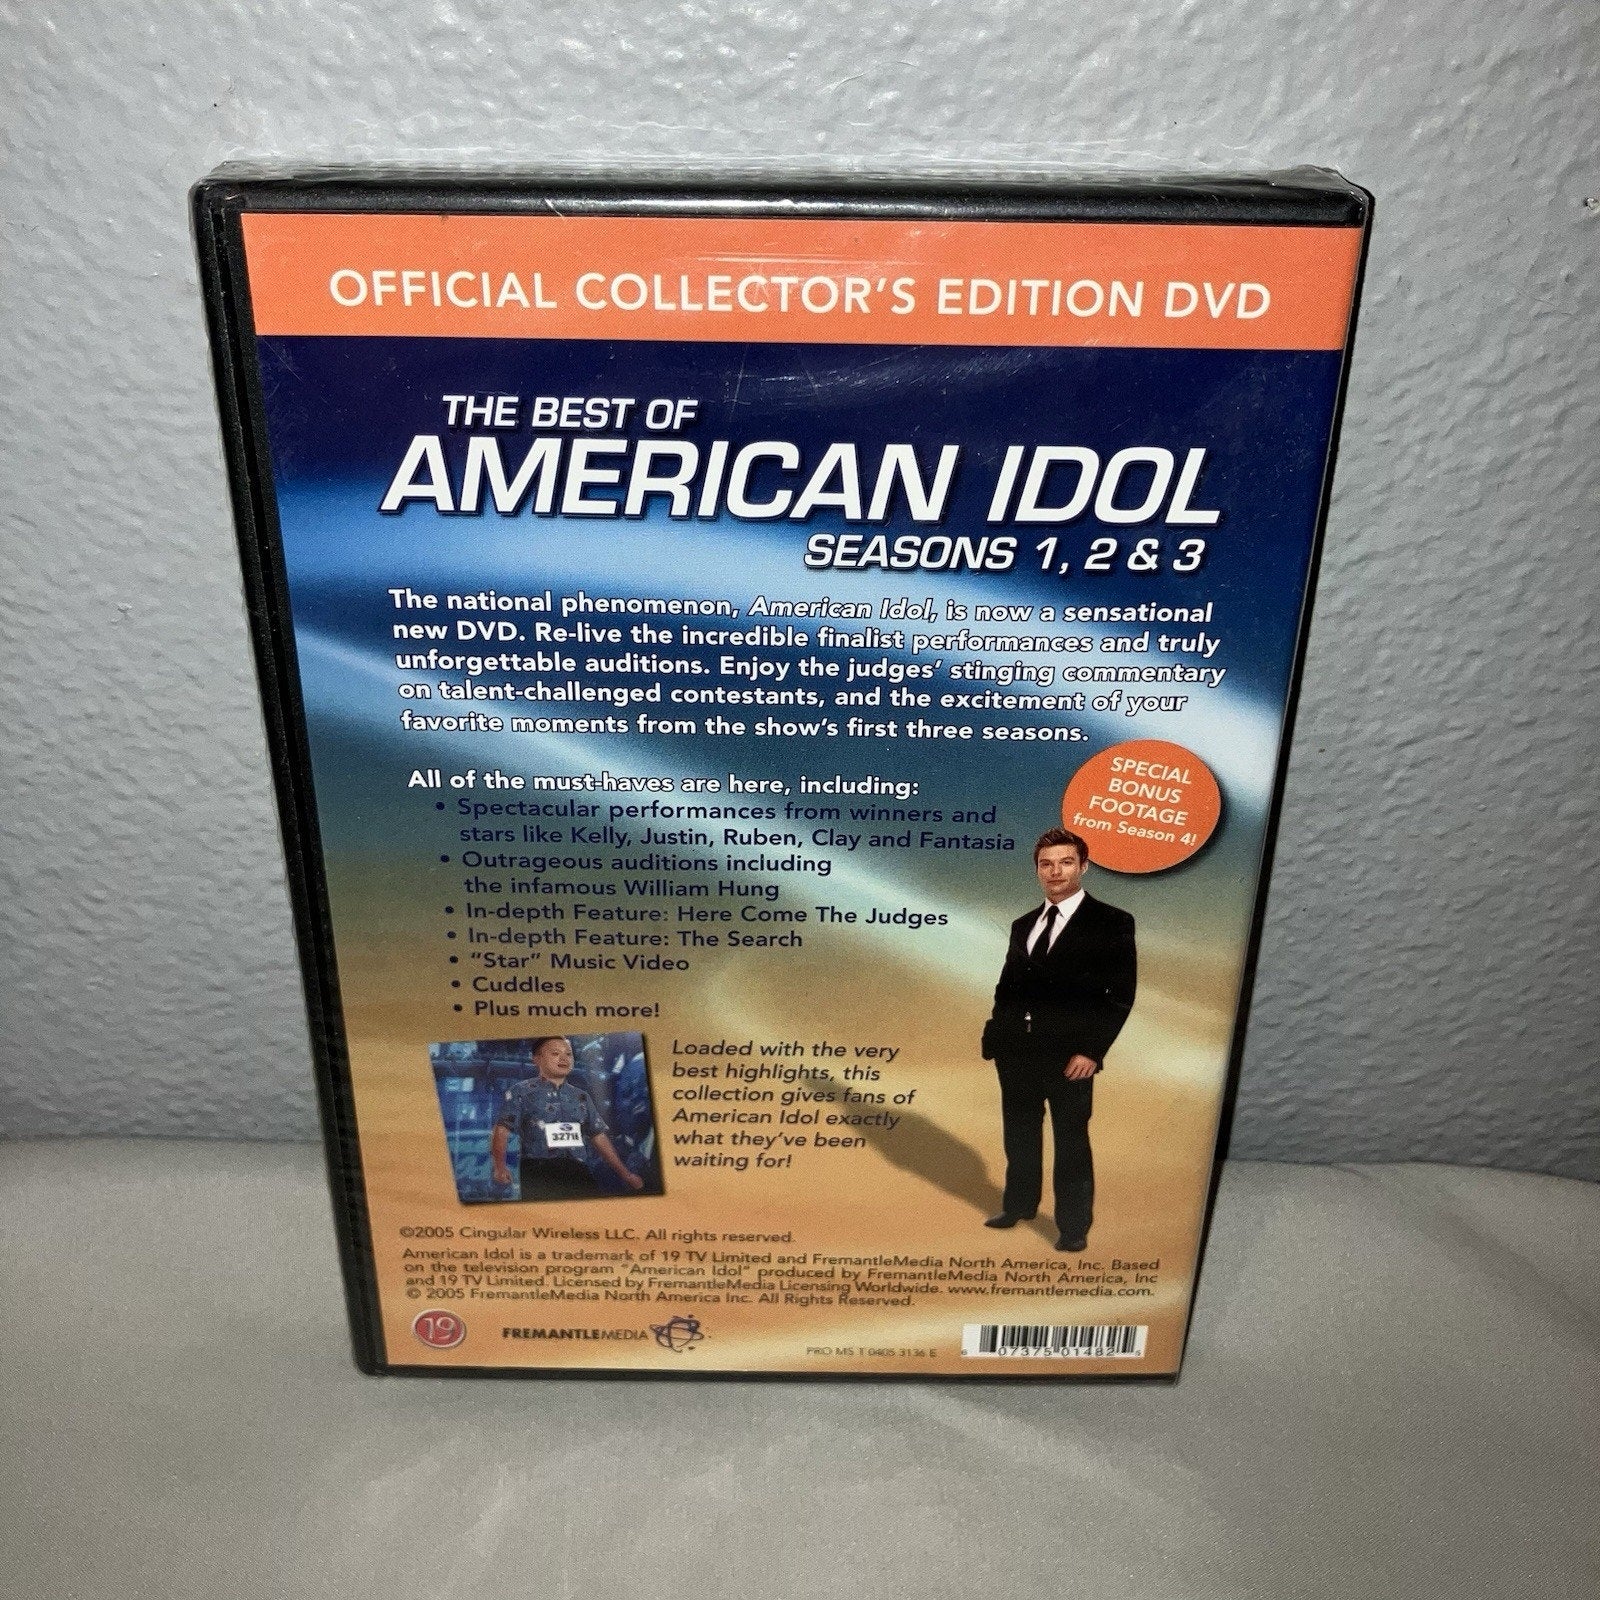 OFFICIAL COLLECTOR'S EDITION DVD
THE BEST OF
AMERICAN IDOL
SEASONS 1, 2 & 3
The national phenomenon, American Idol, is now a sensational
new DVD. Re-live the incredible finalist performances and truly
unforgettable auditions. Enjoy the judges' stinging commentary
on talent-challenged contestants, and the excitement of your
favorite moments from the show's first three seasons.
All of the must-haves are here, including:
• Spectacular performances from winners and
stars like Kelly, Justin, Ruben, Clay and Fantasia
• Outrageous auditions including
the infamous William Hung
• In-depth Feature: Here Come The Judges
• In-depth Feature: The Search
• "Star" Music Video
• Cuddles
• Plus much more!
SPECIAL
BONUS
FOOTAGE
from Season 4!
Loaded with the very
best highlights, this
collection gives fans of
American Idol exactly
what they've been
waiting for!
©2005 Cingular Wireless LLC. All rights reserved.
American Idol is a trademark of 19 TV Limited and FremantleMedia North America, Inc. Based
on the television program "American Idol" produced by FremantleMedia North America, Inc
and 19 TV Limited. Licensed by FremantleMedia Licensing Worldwide. www.fremantlemedia.com.
© 2005 FremantleMedia North America Inc. All Rights Reserved.
19
FREMANTLEMEDIA
PRO MS T 0405 3136 E
6 07375 01482 5